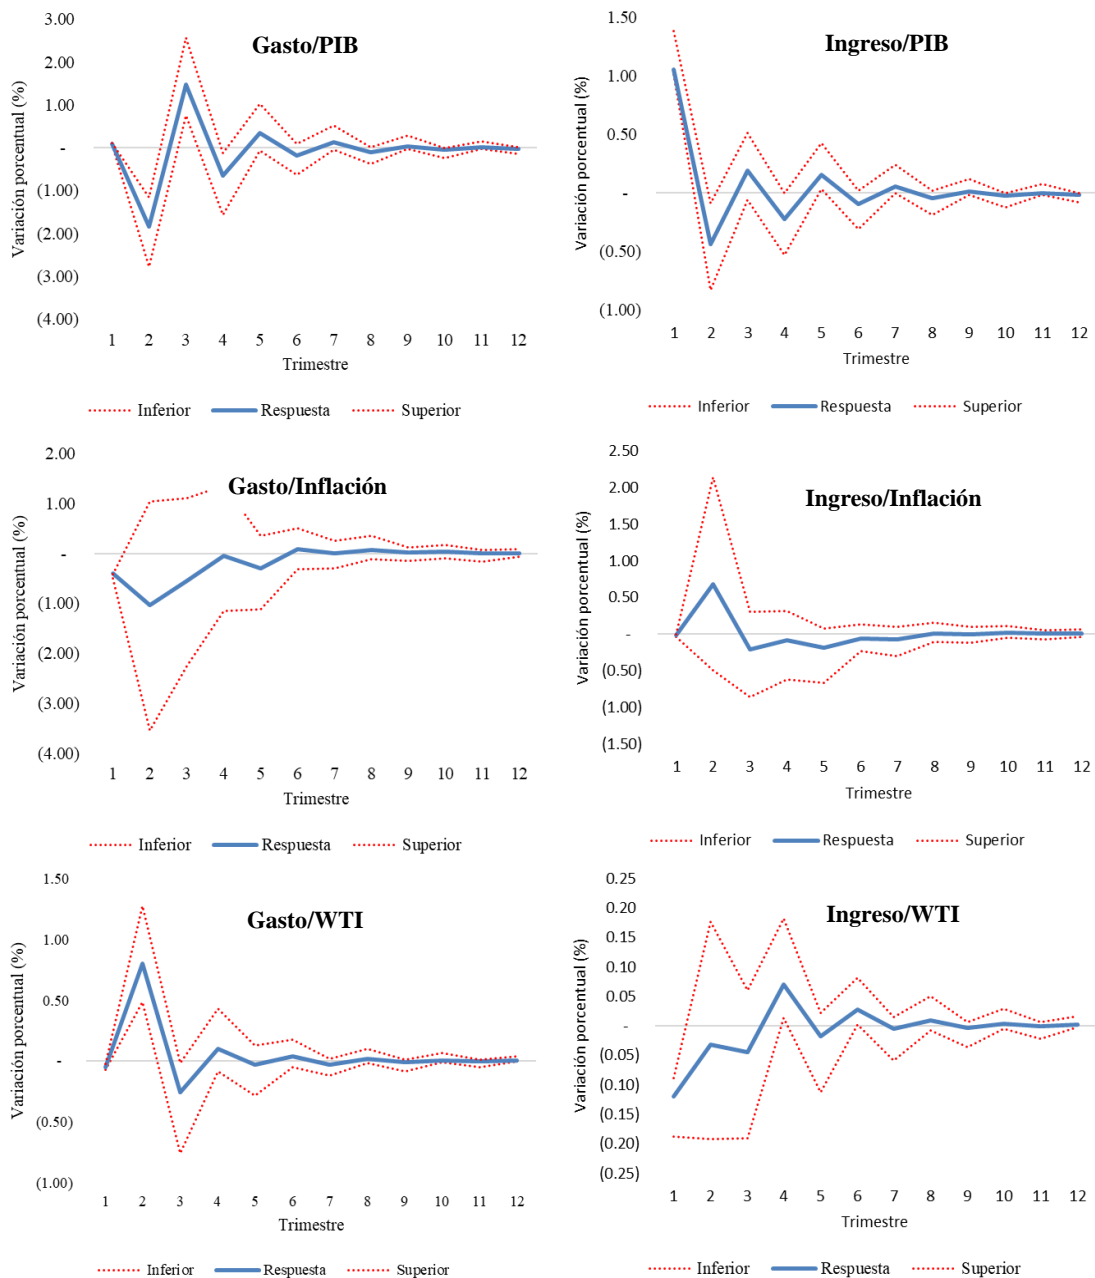 Gasto/PIB
Variación porcentual (%)
3.00
2.00
1.00
-
(1.00)
(2.00)
(3.00)
(4.00)
1 2 3 4 5 6 7 8 9 10 11 12
Trimestre
Inferior Respuesta Superior
Ingreso/PIB
Variación porcentual (%)
1.50
1.00
0.50
-
(0.50)
(1.00)
1 2 3 4 5 6 7 8 9 10 11 12
Trimestre
Inferior Respuesta Superior
Gasto/Inflación
Variación porcentual (%)
2.00
1.00
-
(1.00)
(2.00)
(3.00)
(4.00)
1 2 3 4 5 6 7 8 9 10 11 12
Trimestre
Inferior Respuesta Superior
Ingreso/Inflación
Variación porcentual (%)
2.50
2.00
1.50
1.00
0.50
-
(0.50)
(1.00)
(1.50)
1 2 3 4 5 6 7 8 9 10 11 12
Trimestre
Inferior Respuesta Superior
Gasto/WTI
Variación porcentual (%)
1.50
1.00
0.50
-
(0.50)
(1.00)
1 2 3 4 5 6 7 8 9 10 11 12
Trimestre
Inferior Respuesta Superior
Ingreso/WTI
Variación porcentual (%)
0.25
0.20
0.15
0.10
0.05
-
(0.05)
(0.10)
(0.15)
(0.20)
(0.25)
1 2 3 4 5 6 7 8 9 10 11 12
Trimestre
Inferior Respuesta Superior